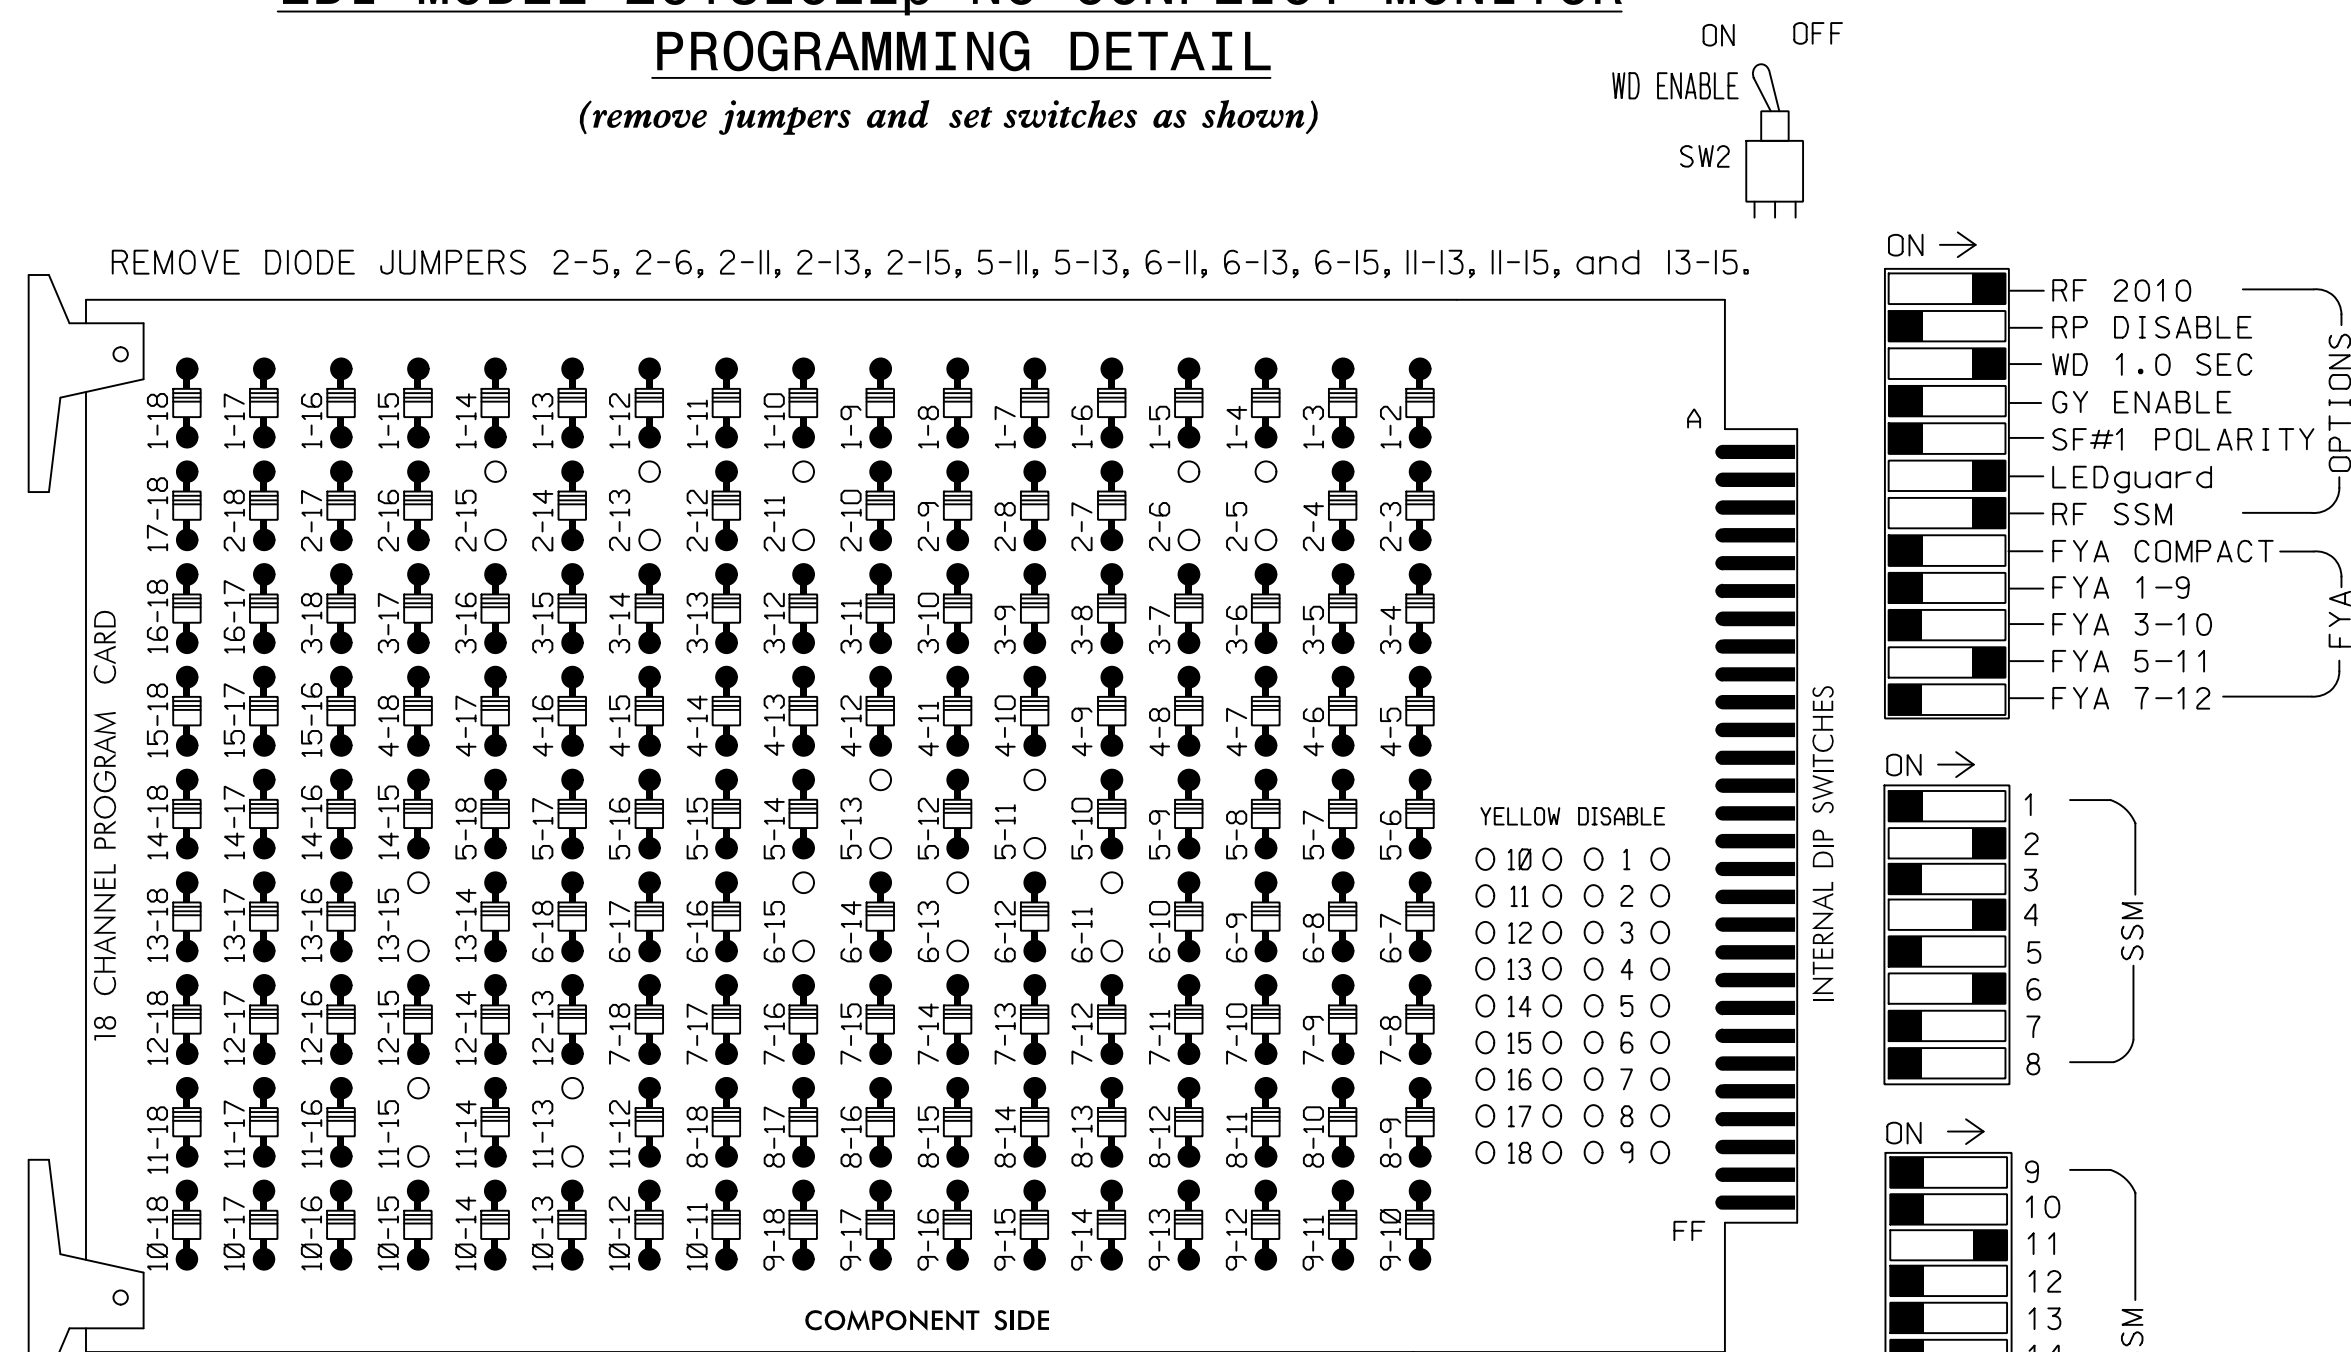 PROGRAMMING DETAIL
(remove jumpers and set switches as shown)
ON OFF
WD ENABLE
SW2
REMOVE DIODE JUMPERS 2-5, 2-6, 2-11, 2-13, 2-15, 5-11, 5-13, 6-11, 6-13, 6-15, 11-13, 11-15, and 13-15.
18 CHANNEL PROGRAM CARD
1-18 1-17 1-16 1-15 1-14 1-13 1-12 1-11 1-10 1-9 1-8 1-7 1-6 1-5 1-4 1-3 1-2
17-18 2-18 2-17 2-16 2-15 2-14 2-13 2-12 2-11 2-10 2-9 2-8 2-7 2-6 2-5 2-4 2-3
16-18 16-17 3-18 3-17 3-16 3-15 3-14 3-13 3-12 3-11 3-10 3-9 3-8 3-7 3-6 3-5 3-4
15-18 15-17 15-16 4-18 4-17 4-16 4-15 4-14 4-13 4-12 4-11 4-10 4-9 4-8 4-7 4-6 4-5
14-18 14-17 14-16 14-15 5-18 5-17 5-16 5-15 5-14 5-13 5-12 5-11 5-10 5-9 5-8 5-7 5-6
13-18 13-17 13-16 13-15 13-14 6-18 6-17 6-16 6-15 6-14 6-13 6-12 6-11 6-10 6-9 6-8 6-7
12-18 12-17 12-16 12-15 12-14 12-13 7-18 7-17 7-16 7-15 7-14 7-13 7-12 7-11 7-10 7-9 7-8
11-18 11-17 11-16 11-15 11-14 11-13 11-12 8-18 8-17 8-16 8-15 8-14 8-13 8-12 8-11 8-10 8-9
10-18 10-17 10-16 10-15 10-14 10-13 10-12 10-11 9-18 9-17 9-16 9-15 9-14 9-13 9-12 9-11 9-10
COMPONENT SIDE
YELLOW DISABLE
10 1
11 2
12 3
13 4
14 5
15 6
16 7
17 8
18 9
A
FF
INTERNAL DIP SWITCHES
ON
RF 2010
RP DISABLE
WD 1.0 SEC
GY ENABLE
SF#1 POLARITY
LEDguard
RF SSM
OPTIONS
FYA COMPACT
FYA 1-9
FYA 3-10
FYA 5-11
FYA 7-12
FYA
ON
1
2
3
4
5
6
7
8
SSM
ON
9
10
11
12
13